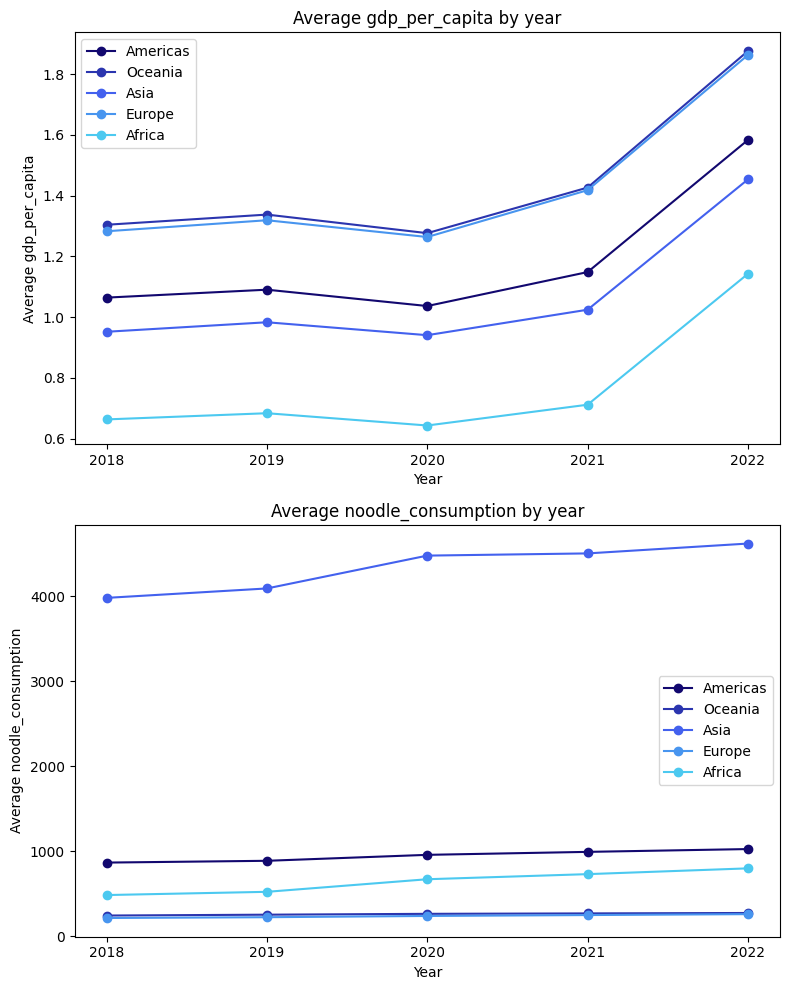 Average gdp_per_capita by year
Americas
Oceania
Asia
Europe
Africa
Average gdp_per_capita
1.8
1.6
1.4
1.2
1.0
0.8
0.6
2018 2019 2020 2021 2022
Year
Average noodle_consumption by year
Average noodle_consumption
4000
3000
2000
1000
0
Americas
Oceania
Asia
Europe
Africa
2018 2019 2020 2021 2022
Year